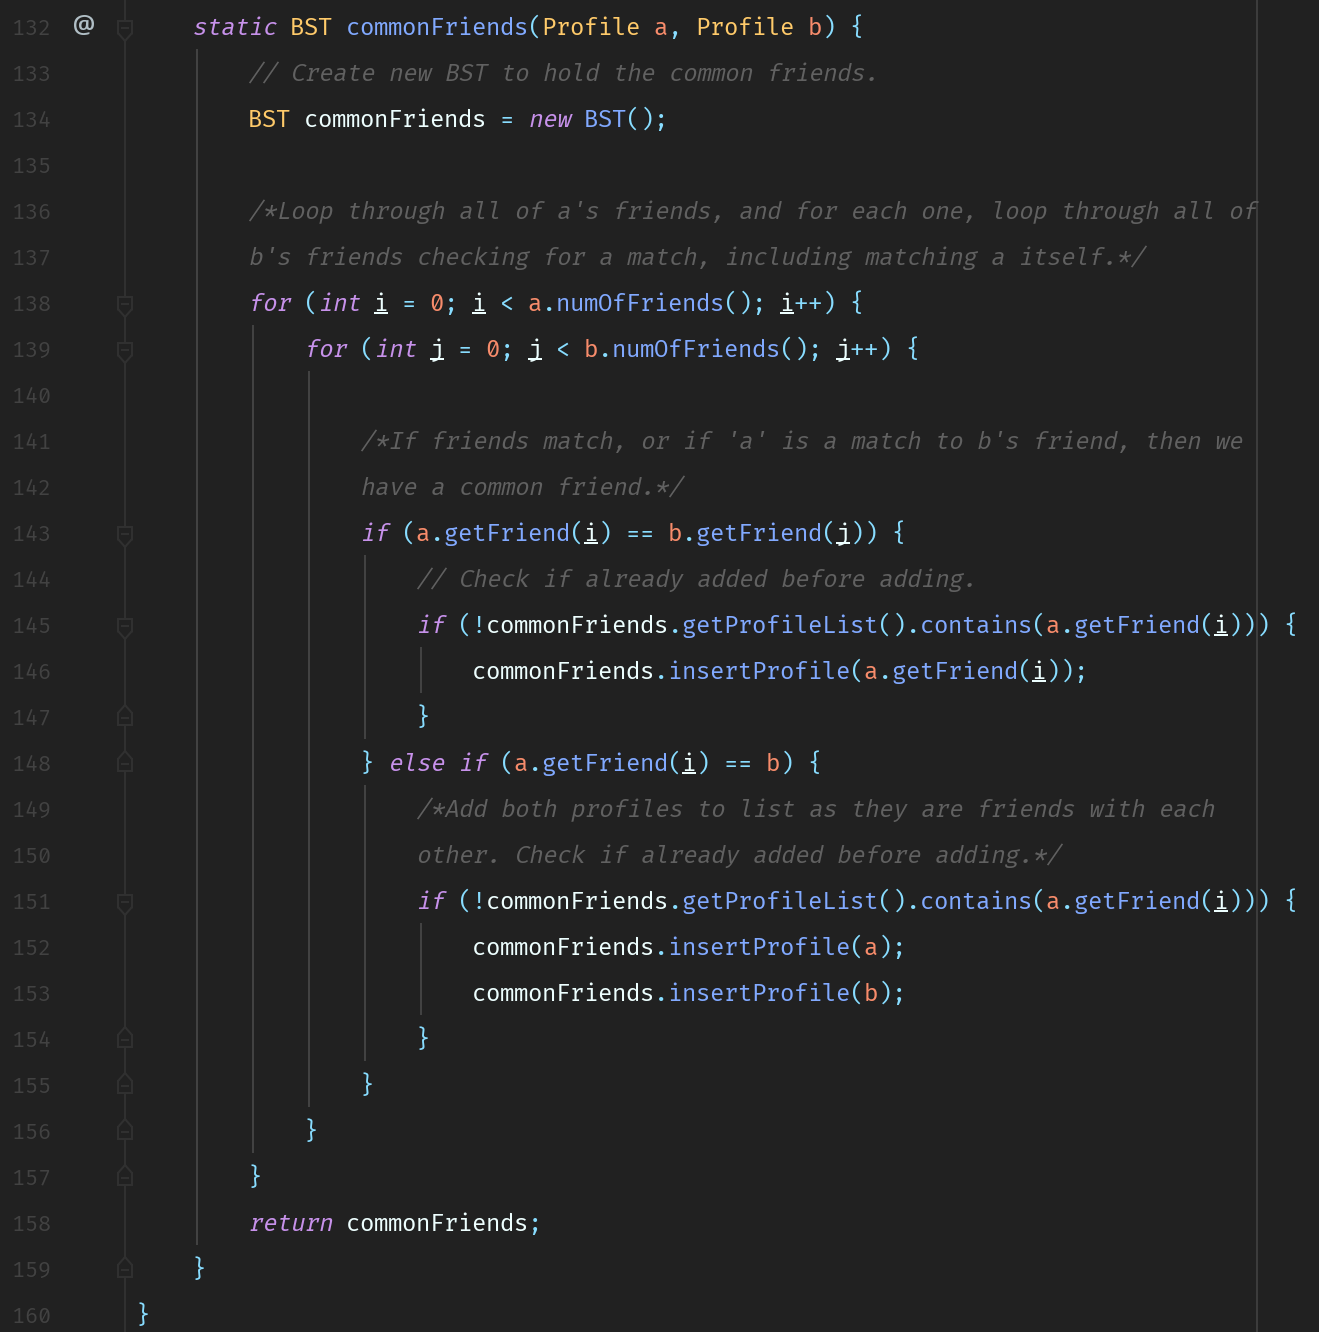 132 @ static BST commonFriends(Profile a, Profile b) {
133 // Create new BST to hold the common friends.
134 BST commonFriends = new BST();
135
136 /*Loop through all of a's friends, and for each one, loop through all of
137 b's friends checking for a match, including matching a itself.*/
138 for (int i = 0; i < a.numOfFriends(); i++) {
139 for (int j = 0; j < b.numOfFriends(); j++) {
140
141 /*If friends match, or if 'a' is a match to b's friend, then we
142 have a common friend.*/
143 if (a.getFriend(i) == b.getFriend(j)) {
144 // Check if already added before adding.
145 if (!commonFriends.getProfileList().contains(a.getFriend(i))) {
146 commonFriends.insertProfile(a.getFriend(i));
147 }
148 } else if (a.getFriend(i) == b) {
149 /*Add both profiles to list as they are friends with each
150 other. Check if already added before adding.*/
151 if (!commonFriends.getProfileList().contains(a.getFriend(i))) {
152 commonFriends.insertProfile(a);
153 commonFriends.insertProfile(b);
154 }
155 }
156 }
157 }
158 return commonFriends;
159 }
160 }